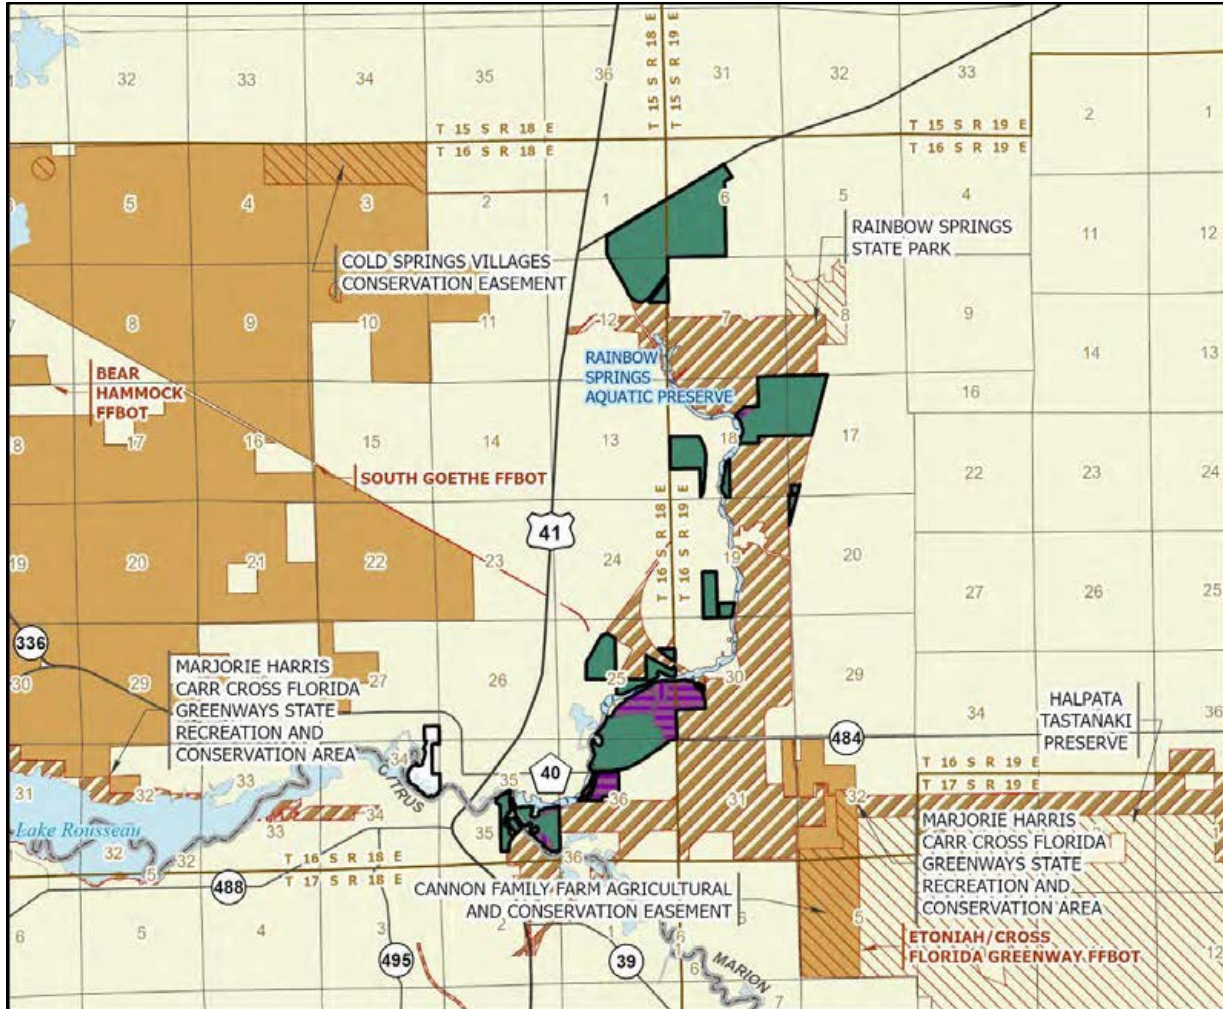 32
33
34
35
36
31
32
33
2
1
T 15 S R 18 E
T 15 S R 19 E
T 15 S R 18 E
T 16 S R 18 E
T 15 S R 19 E
T 16 S R 19 E
5
4
3
2
1
6
5
4
11
12
COLD SPRINGS VILLAGES
CONSERVATION EASEMENT
RAINBOW SPRINGS
STATE PARK
8
9
10
11
12
7
8
9
14
13
BEAR
HAMMOCK
FFBOT
RAINBOW
SPRINGS
AQUATIC PRESERVE
16
8
17
16
15
14
13
18
17
22
23
24
SOUTH GOETHE FFBOT
T 16 S R 18 E
T 16 S R 19 E
41
19
20
21
22
23
24
19
20
27
26
25
336
30
29
27
26
25
30
29
34
36
MARJORIE HARRIS
CARR CROSS FLORIDA
GREENWAYS STATE
RECREATION AND
CONSERVATION AREA
HALPATA
TASTANAKI
PRESERVE
484
T 16 S R 19 E
T 17 S R 19 E
31
32
33
34
35
40
36
31
32
CITRUS
Lake Rousseau
33
34
35
36
32
32
5
T 16 S R 18 E
T 17 S R 18 E
488
MARJORIE HARRIS
CARR CROSS FLORIDA
GREENWAYS STATE
RECREATION AND
CONSERVATION AREA
CANNON FAMILY FARM AGRICULTURAL
AND CONSERVATION EASEMENT
6
5
4
3
2
1
6
1
6
5
ETONIAH/CROSS
FLORIDA GREENWAY FFBOT
12
495
39
MARION
6
7